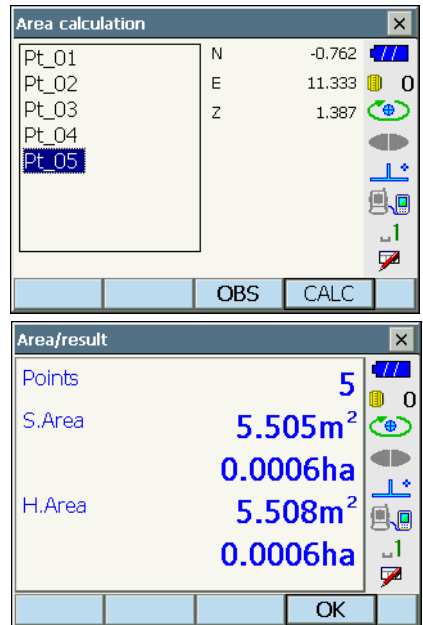 Area calculation
Pt_01
Pt_02
Pt_03
Pt_04
Pt_05
N -0.762
E 11.333
Z 1.387
0
1
OBS CALC
Area/result
Points 5
S.Area 5.505m²
0.0006ha
H.Area 5.508m²
0.0006ha
0
1
OK